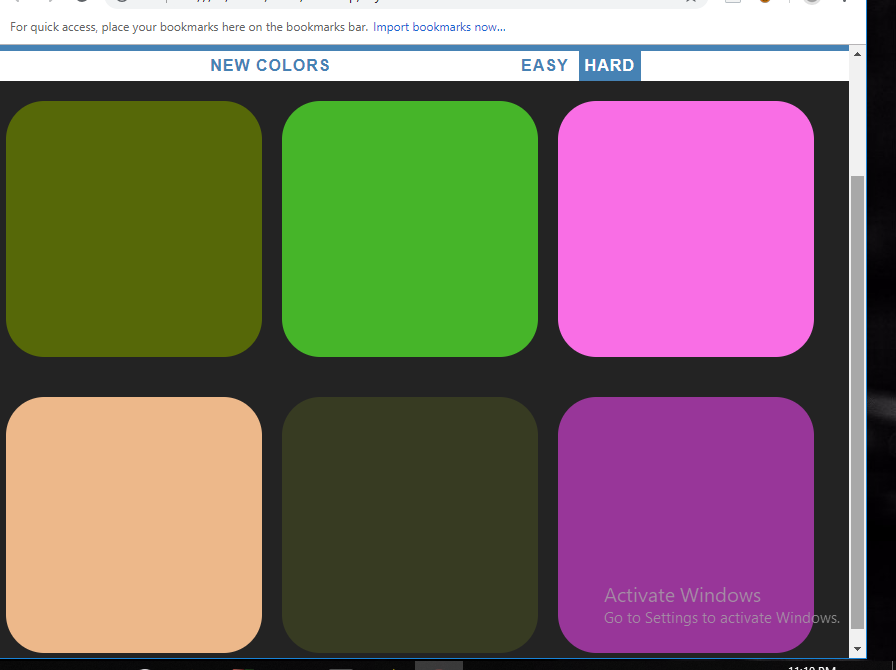 For quick access, place your bookmarks here on the bookmarks bar. Import bookmarks now...
NEW COLORS EASY HARD
Activate Windows
Go to Settings to activate Windows.